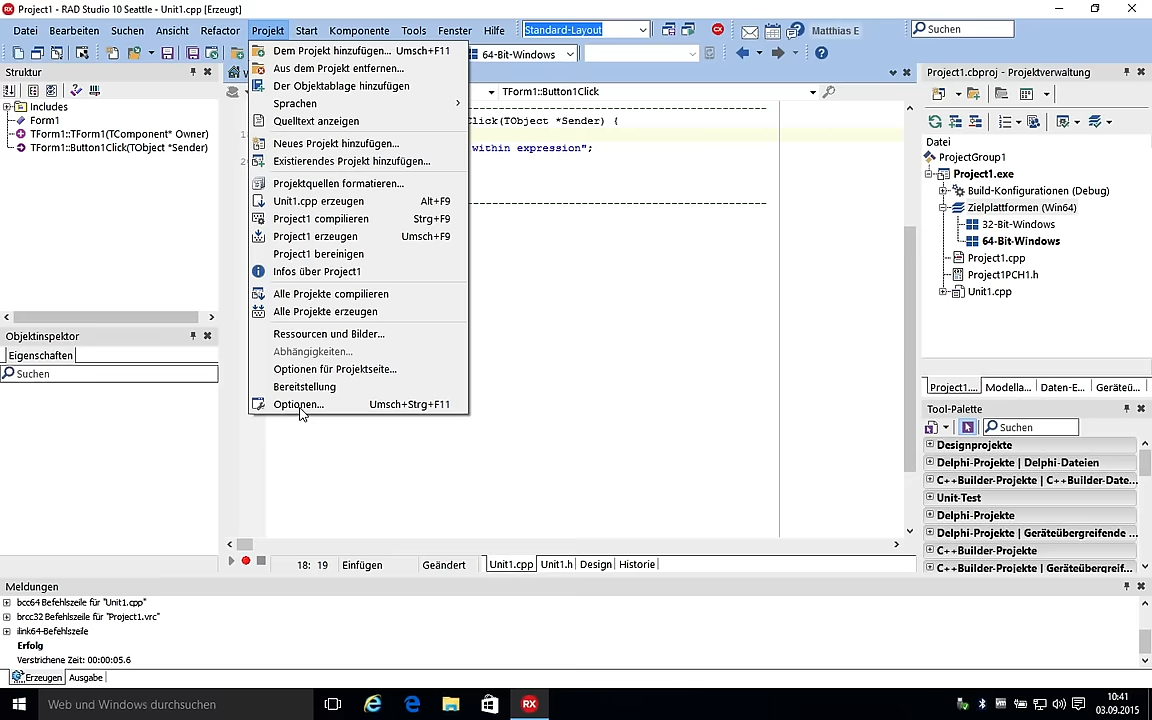 Project1 - RAD Studio 10 Seattle - Unit1.cpp [Erzeugt]
Datei Bearbeiten Suchen Ansicht Refactor Projekt Start Komponente Tools Fenster Hilfe
Standard-Layout
Matthias E
Suchen
64-Bit-Windows
Struktur
Includes
Form1
TForm1::TForm1(TComponent* Owner)
TForm1::Button1Click(TObject *Sender)
Objektinspektor
Eigenschaften
Suchen
Dem Projekt hinzufügen... Umsch+F11
Aus dem Projekt entfernen...
Der Objektablage hinzufügen
Sprachen
Quelltext anzeigen
Neues Projekt hinzufügen...
Existierendes Projekt hinzufügen...
Projektquellen formatieren...
Unit1.cpp erzeugen Alt+F9
Project1 compilieren Strg+F9
Project1 erzeugen Umsch+F9
Project1 bereinigen
Infos über Project1
Alle Projekte compilieren
Alle Projekte erzeugen
Ressourcen und Bilder...
Abhängigkeiten...
Optionen für Projektseite...
Bereitstellung
Optionen... Umsch+Strg+F11
TForm1::Button1Click
Click(TObject *Sender) {
within expression";
18: 19 Einfügen Geändert Unit1.cpp Unit1.h Design Historie
Project1.cbproj - Projektverwaltung
Datei
ProjectGroup1
Project1.exe
Build-Konfigurationen (Debug)
Zielplattformen (Win64)
32-Bit-Windows
64-Bit-Windows
Project1.cpp
Project1PCH1.h
Unit1.cpp
Project1.... Modella... Daten-E... Geräteü...
Tool-Palette
Suchen
Designprojekte
Delphi-Projekte | Delphi-Dateien
C++Builder-Projekte | C++Builder-Date...
Unit-Test
Delphi-Projekte
Delphi-Projekte | Geräteübergreifende ...
C++Builder-Projekte
C++Builder-Projekte | Geräteübergreif...
Meldungen
bcc64 Befehlszeile für "Unit1.cpp"
brcc32 Befehlszeile für "Project1.vrc"
ilink64-Befehlszeile
Erfolg
Verstrichene Zeit: 00:00:05.6
Erzeugen Ausgabe
Web und Windows durchsuchen
RX
10:41
03.09.2015